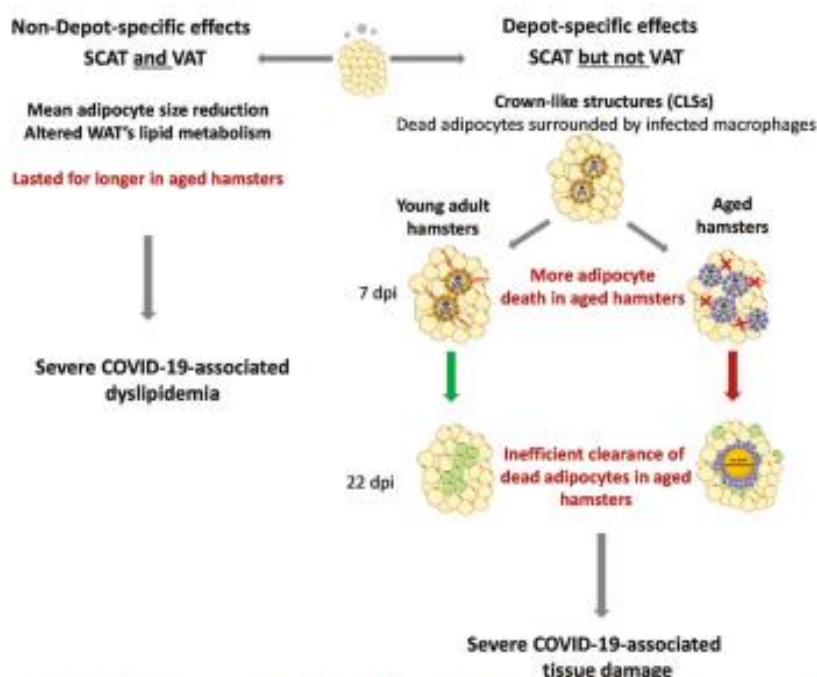 Non-Depot-specific effects
SCAT and VAT
Depot-specific effects
SCAT but not VAT
Mean adipocyte size reduction
Altered WAT's lipid metabolism
Lasted for longer in aged hamsters
Crown-like structures (CLSs)
Dead adipocytes surrounded by infected macrophages
Young adult
hamsters
Aged
hamsters
7 dpi
More adipocyte
death in aged hamsters
Severe COVID-19-associated
dyslipidemia
22 dpi
Inefficient clearance of
dead adipocytes in aged
hamsters
Severe COVID-19-associated
tissue damage